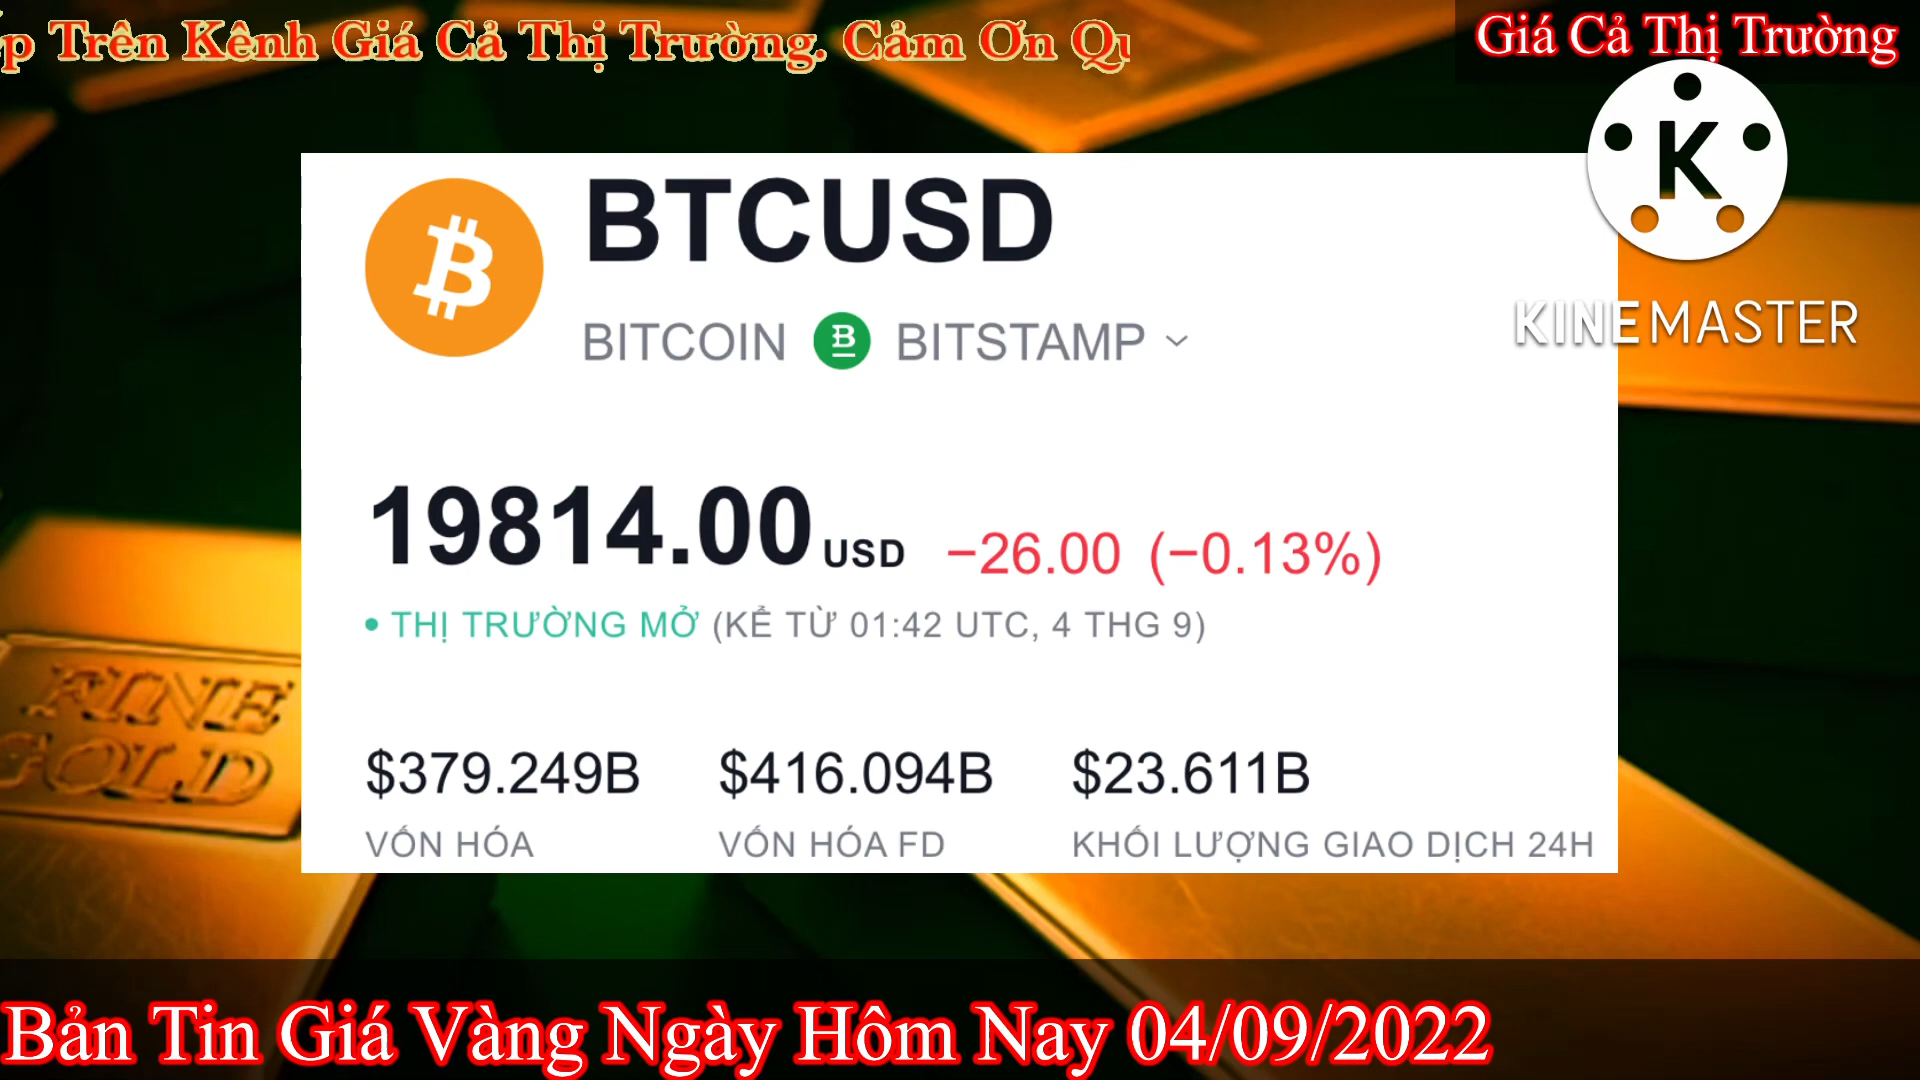 Trên Kênh Giá Cả Thị Trường. Cảm Ơn
Giá Cả Thị Trường
K
KINEMASTER
BTCUSD
BITCOIN BITSTAMP
19814.00 USD −26.00 (−0.13%)
• THỊ TRƯỜNG MỞ (KỂ TỪ 01:42 UTC, 4 THG 9)
$379.249B $416.094B $23.611B
VỐN HÓA VỐN HÓA FD KHỐI LƯỢNG GIAO DỊCH 24H
FINE
GOLD
Bản Tin Giá Vàng Ngày Hôm Nay 04/09/2022